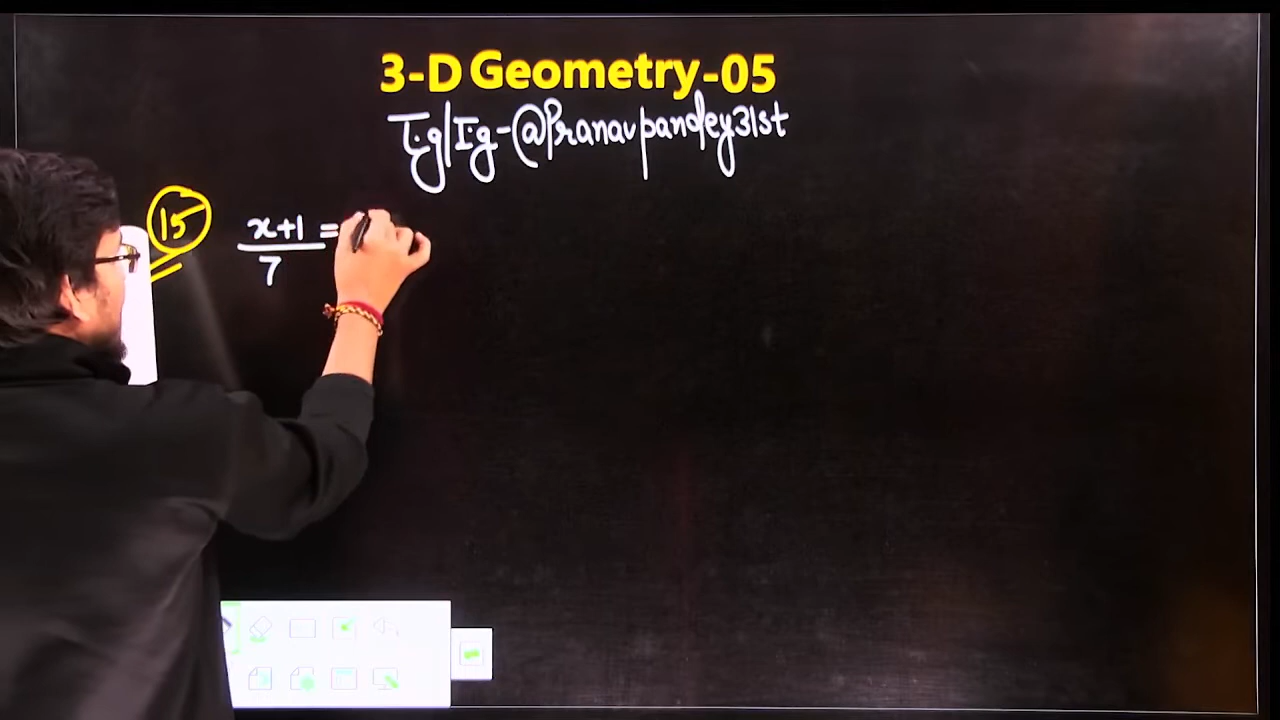 3-D Geometry-05
T.g/I.g-@Pranavpandey31st
15
x+1 =
7